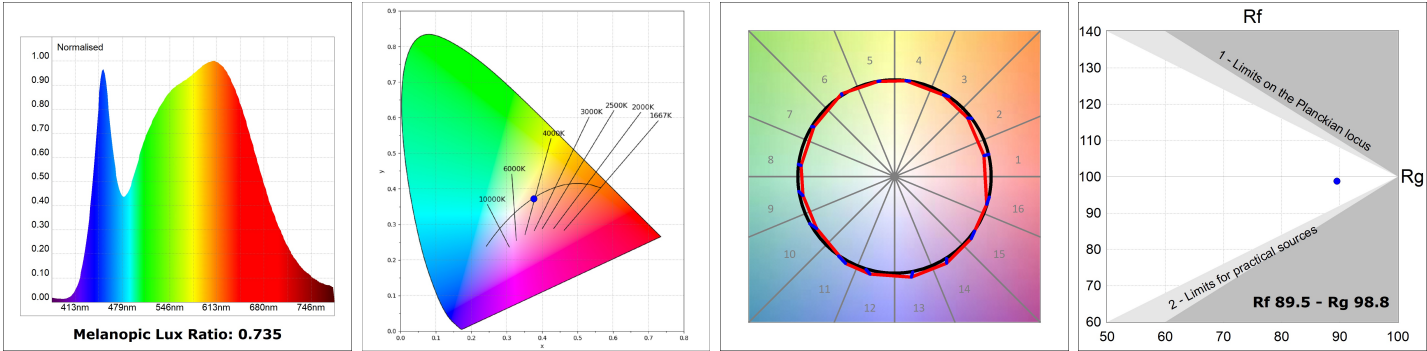 Normalised
1.00
0.90
0.80
0.70
0.60
0.50
0.40
0.30
0.20
0.10
0.00
413nm 479nm 546nm 613nm 680nm 746nm
Melanopic Lux Ratio: 0.735
0.9
0.8
0.7
0.6
0.5
0.4
0.3
0.2
0.1
0.0
y
0.0 0.1 0.2 0.3 0.4 0.5 0.6 0.7 0.8
x
10000K
6000K
4000K
3000K
2500K
2000K
1667K
1
2
3
4
5
6
7
8
9
10
11
12
13
14
15
16
Rf
140
130
120
110
100
90
80
70
60
50 60 70 80 90 100
Rg
1 - Limits on the Planckian locus
2 - Limits for practical sources
Rf 89.5 - Rg 98.8